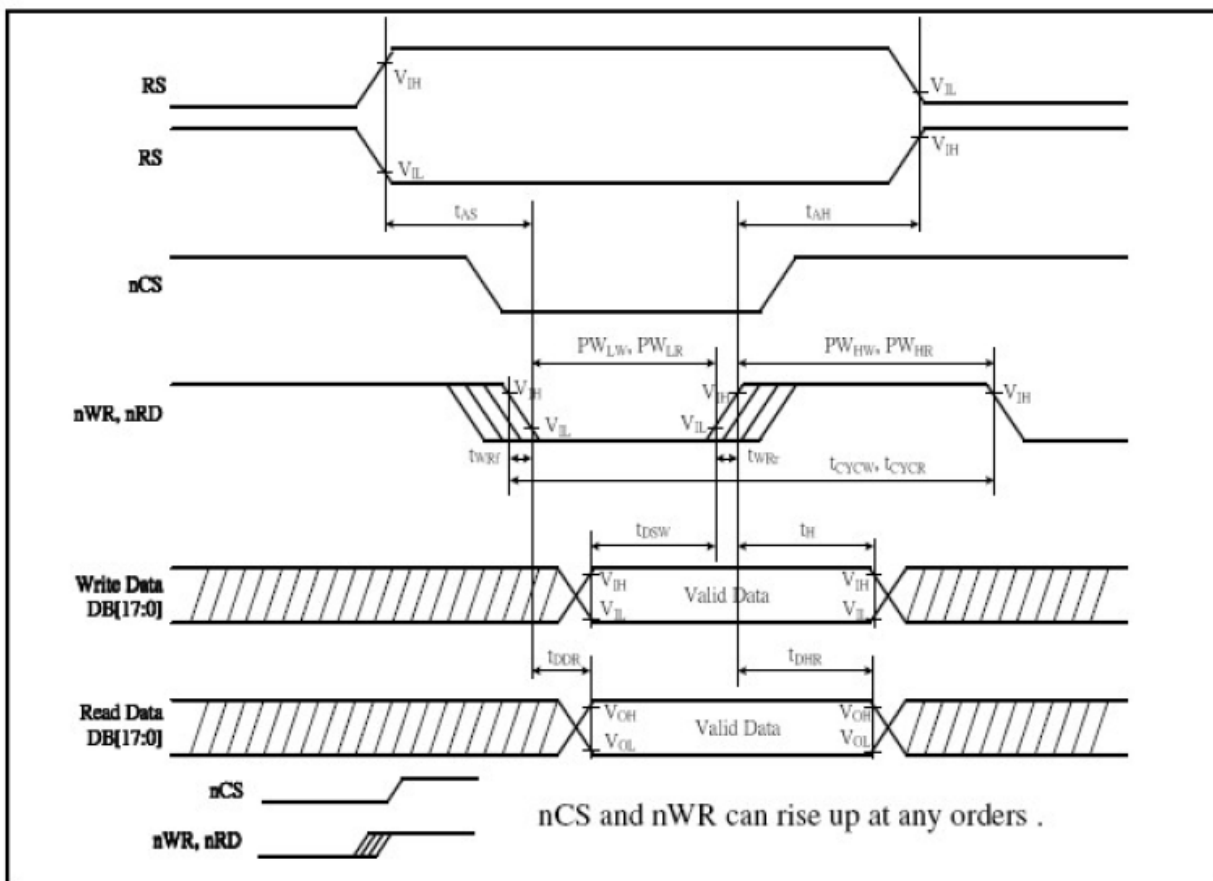 RS
V_IH
V_IL
RS
V_IL
V_IH
t_AS
t_AH
nCS
PW_LW, PW_LR
PW_HW, PW_HR
nWR, nRD
V_IH
V_IL
V_IH
V_IL
V_IH
t_WRf
t_WRr
t_CYCW, t_CYCR
t_DSW
t_H
Write Data
DB[17:0]
V_IH
V_IL
Valid Data
V_IH
V_IL
t_DDR
t_DHR
Read Data
DB[17:0]
V_OH
V_OL
Valid Data
V_OH
V_OL
nCS
nWR, nRD
nCS and nWR can rise up at any orders .